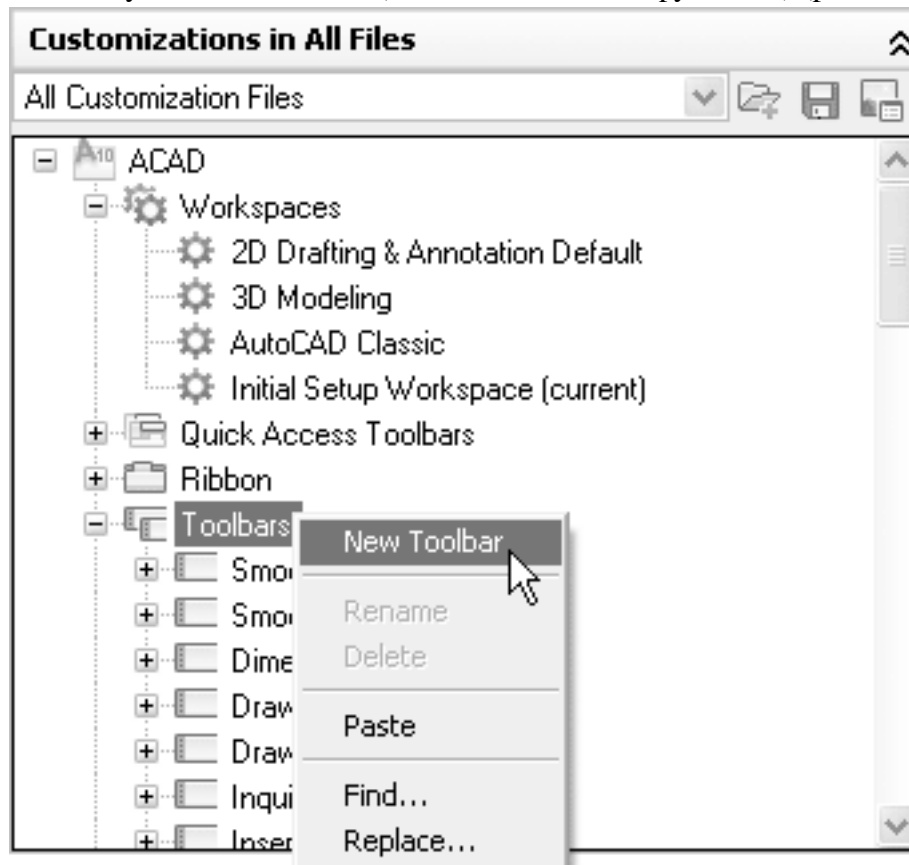 Customizations in All Files
All Customization Files
ACAD
Workspaces
2D Drafting & Annotation Default
3D Modeling
AutoCAD Classic
Initial Setup Workspace (current)
Quick Access Toolbars
Ribbon
Toolbars
New Toolbar
Rename
Delete
Paste
Find...
Replace...